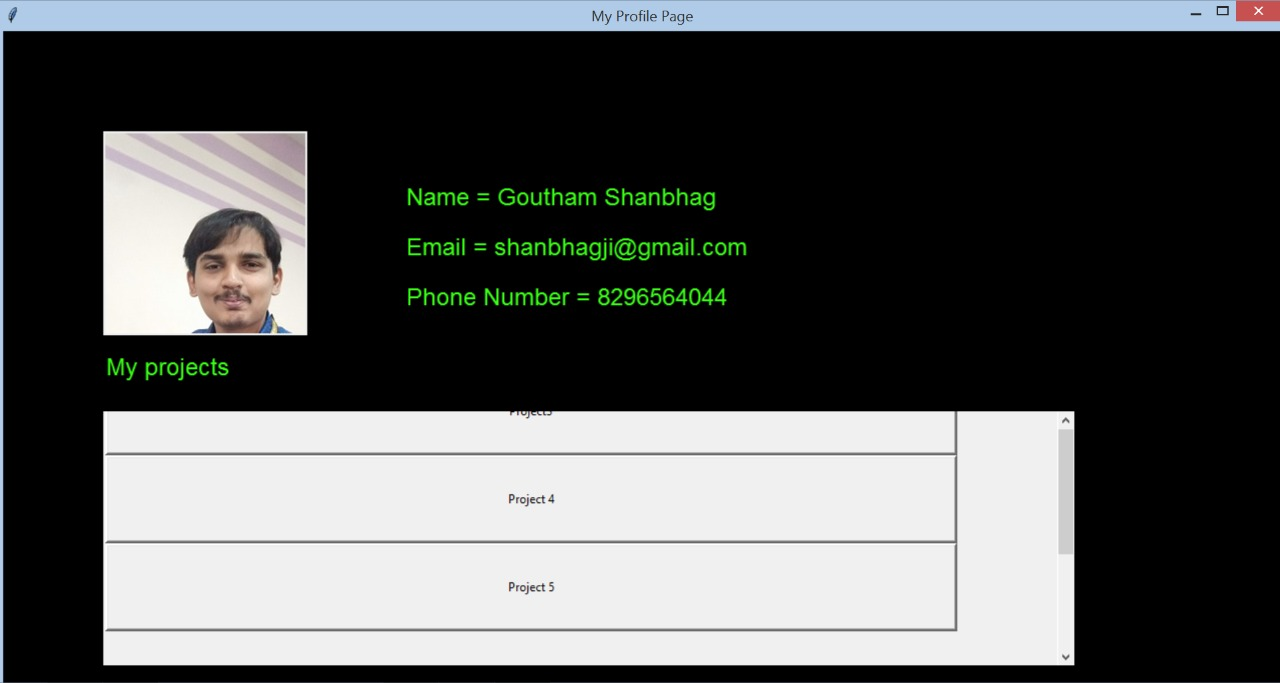 My Profile Page
Name = Goutham Shanbhag
Email = shanbhagji@gmail.com
Phone Number = 8296564044
My projects
Project3
Project 4
Project 5